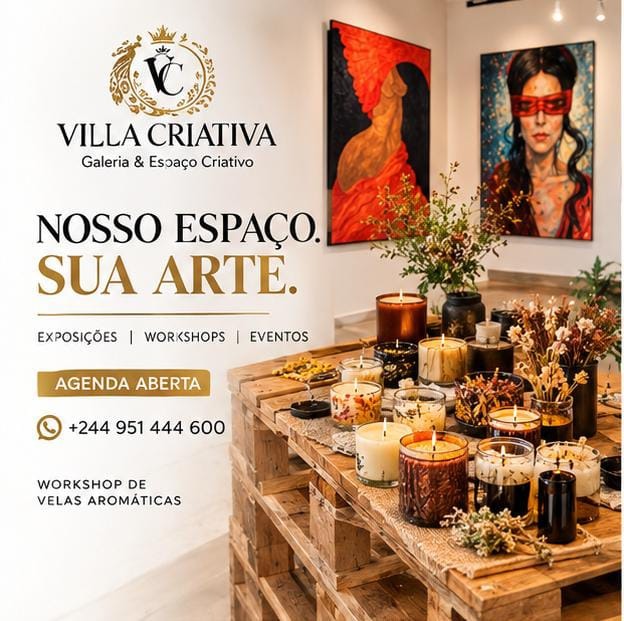 VC
VILLA CRIATIVA
Galeria & Espaço Criativo
NOSSO ESPAÇO.
SUA ARTE.
EXPOSIÇÕES | WORKSHOPS | EVENTOS
AGENDA ABERTA
+244 951 444 600
WORKSHOP DE
VELAS AROMÁTICAS